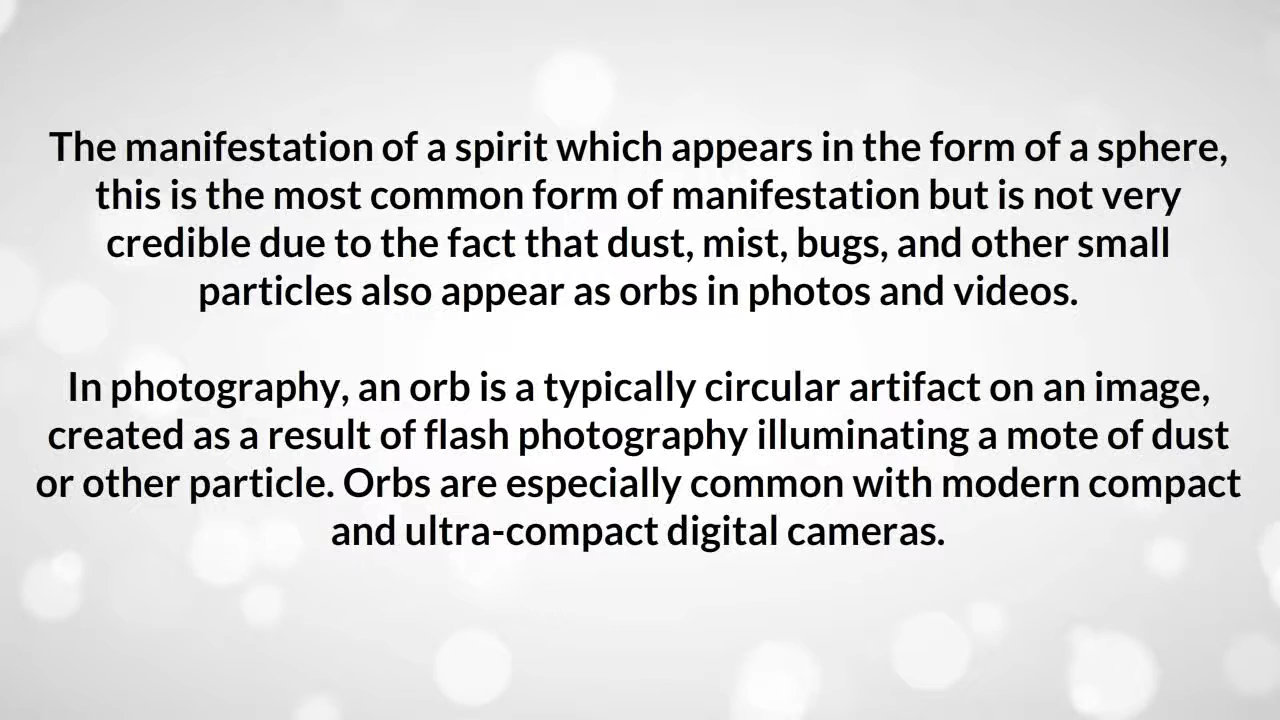 The manifestation of a spirit which appears in the form of a sphere,
this is the most common form of manifestation but is not very
credible due to the fact that dust, mist, bugs, and other small
particles also appear as orbs in photos and videos.
In photography, an orb is a typically circular artifact on an image,
created as a result of flash photography illuminating a mote of dust
or other particle. Orbs are especially common with modern compact
and ultra-compact digital cameras.